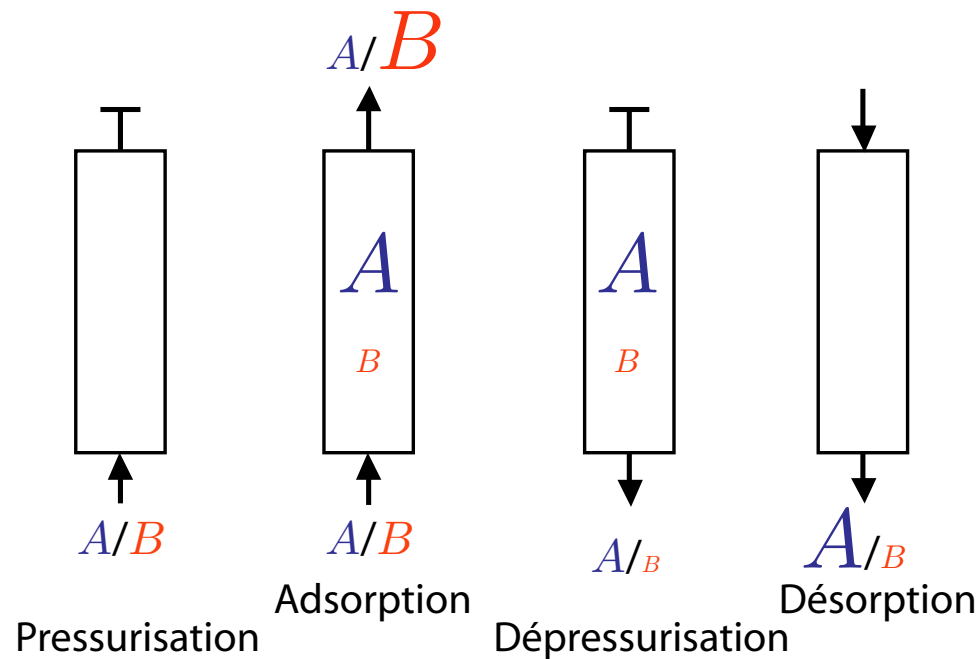 A/B
A
A
B
B
A/B
A/B
A/B
A/B
Adsorption
Désorption
Pressurisation
Dépressurisation